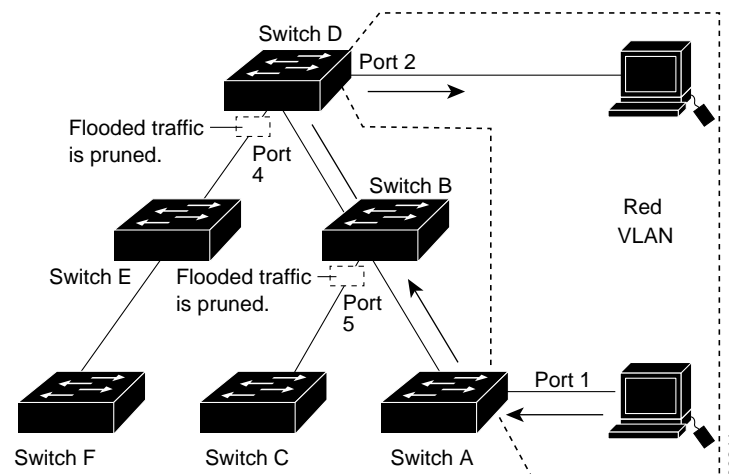 Switch D
Port 2
Flooded traffic
is pruned.
Port
4
Switch B
Red
VLAN
Switch E
Flooded traffic
is pruned.
Port
5
Port 1
Switch F
Switch C
Switch A